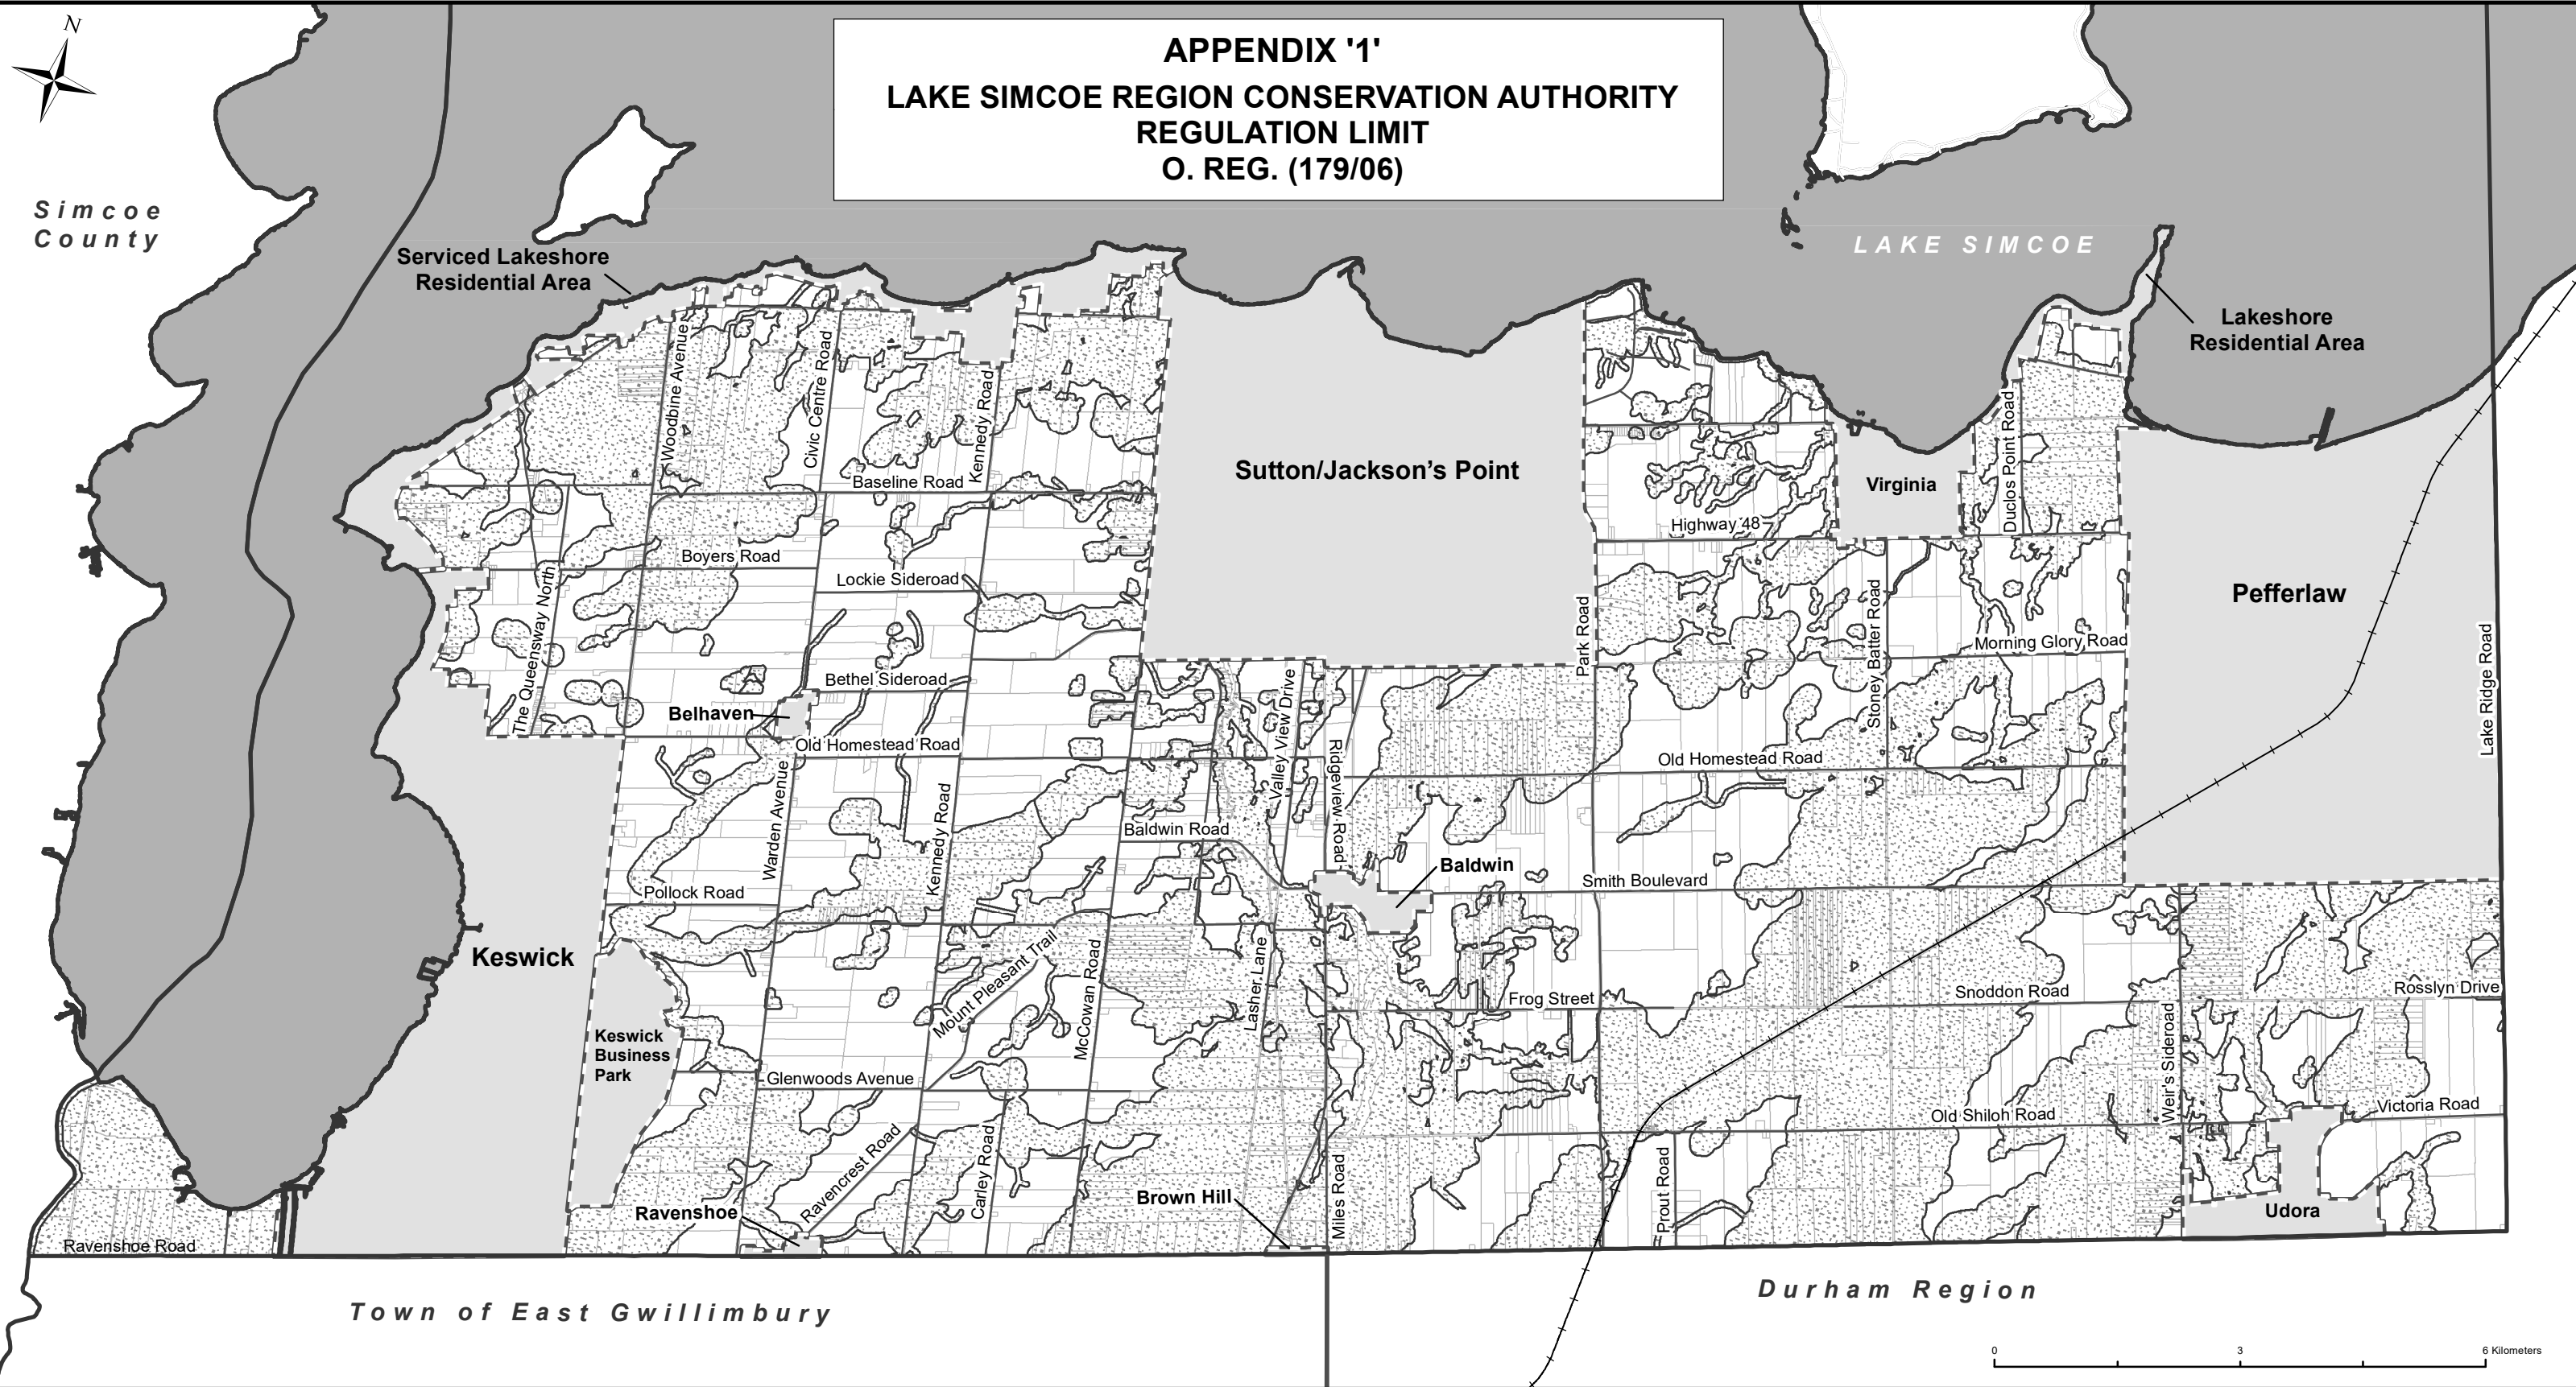 N
APPENDIX '1'
LAKE SIMCOE REGION CONSERVATION AUTHORITY
REGULATION LIMIT
O. REG. (179/06)
Simcoe
County
Serviced Lakeshore
Residential Area
LAKE SIMCOE
Lakeshore
Residential Area
Woodbine Avenue
Civic Centre Road
Kennedy Road
Baseline Road
Sutton/Jackson's Point
Virginia
Duclos Point Road
Highway 48
Boyers Road
Lockie Sideroad
The Queensway North
Pefferlaw
Park Road
Stoney Batter Road
Morning Glory Road
Lake Ridge Road
Bethel Sideroad
Belhaven
Valley View Drive
Old Homestead Road
Old Homestead Road
Ridgeview Road
Warden Avenue
Kennedy Road
Baldwin Road
Baldwin
Pollock Road
Smith Boulevard
Keswick
Mount Pleasant Trail
McCowan Road
Lasher Lane
Frog Street
Snoddon Road
Rosslyn Drive
Keswick
Business
Park
Weir's Sideroad
Glenwoods Avenue
Old Shiloh Road
Victoria Road
Ravencrest Road
Carley Road
Brown Hill
Miles Road
Prout Road
Ravenshoe
Udora
Ravenshoe Road
Town of East Gwillimbury
Durham Region
0 3 6 Kilometers